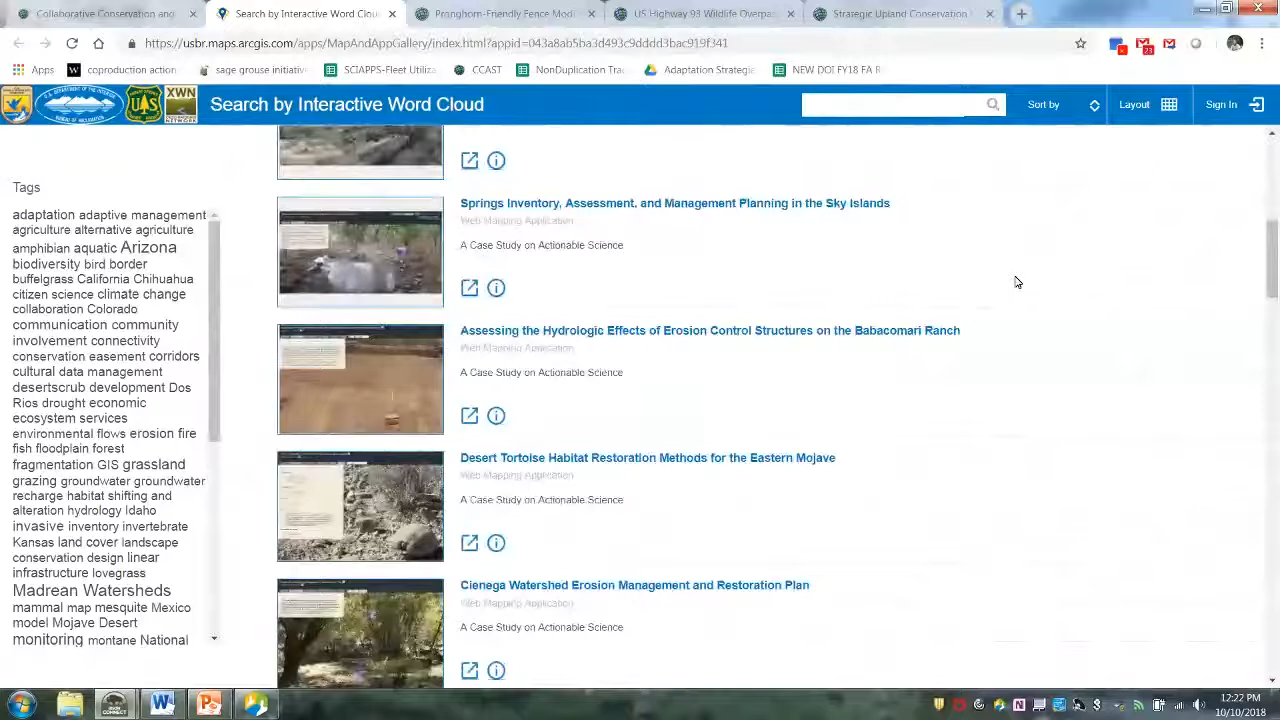 Collaborative Conservation and
Search by Interactive Word Cloud
Pronghorn-Friendly Fence Modi
US Highway 93 Wildlife Overpas
Strategic Upland Conservation
https://usbr.maps.arcgis.com/apps/MapAndAppGallery/index.html?appid=043a8ab5ba3d493c9dddd3bac919f341
23
Apps
coproduction action
sage grouse initiativ
SCIAPPS-Fleet Utiliza
CCAST
NonDuplication Trac
Adaptation Strategie
NEW DOI FY18 FA R
XWN
Search by Interactive Word Cloud
Sort by
Layout
Sign In
Tags
adaptation adaptive management
agriculture alternative agriculture
amphibian aquatic Arizona
biodiversity bird border
buffelgrass California Chihuahua
citizen science climate change
collaboration Colorado
communication community
involvement connectivity
conservation easement corridors
cultural data management
desertscrub development Dos
Rios drought economic
ecosystem services
environmental flows erosion fire
fish floodplain forest
fragmentation GIS grassland
grazing groundwater groundwater
recharge habitat shifting and
alteration hydrology Idaho
invasive inventory invertebrate
Kansas land cover landscape
conservation design linear
infrastructure lovegrass
Madrean Watersheds
mammal map mesquite Mexico
model Mojave Desert
monitoring montane National
Springs Inventory, Assessment, and Management Planning in the Sky Islands
Web Mapping Application
A Case Study on Actionable Science
Assessing the Hydrologic Effects of Erosion Control Structures on the Babacomari Ranch
Web Mapping Application
A Case Study on Actionable Science
Desert Tortoise Habitat Restoration Methods for the Eastern Mojave
Web Mapping Application
A Case Study on Actionable Science
Cienega Watershed Erosion Management and Restoration Plan
Web Mapping Application
A Case Study on Actionable Science
12:22 PM
10/10/2018